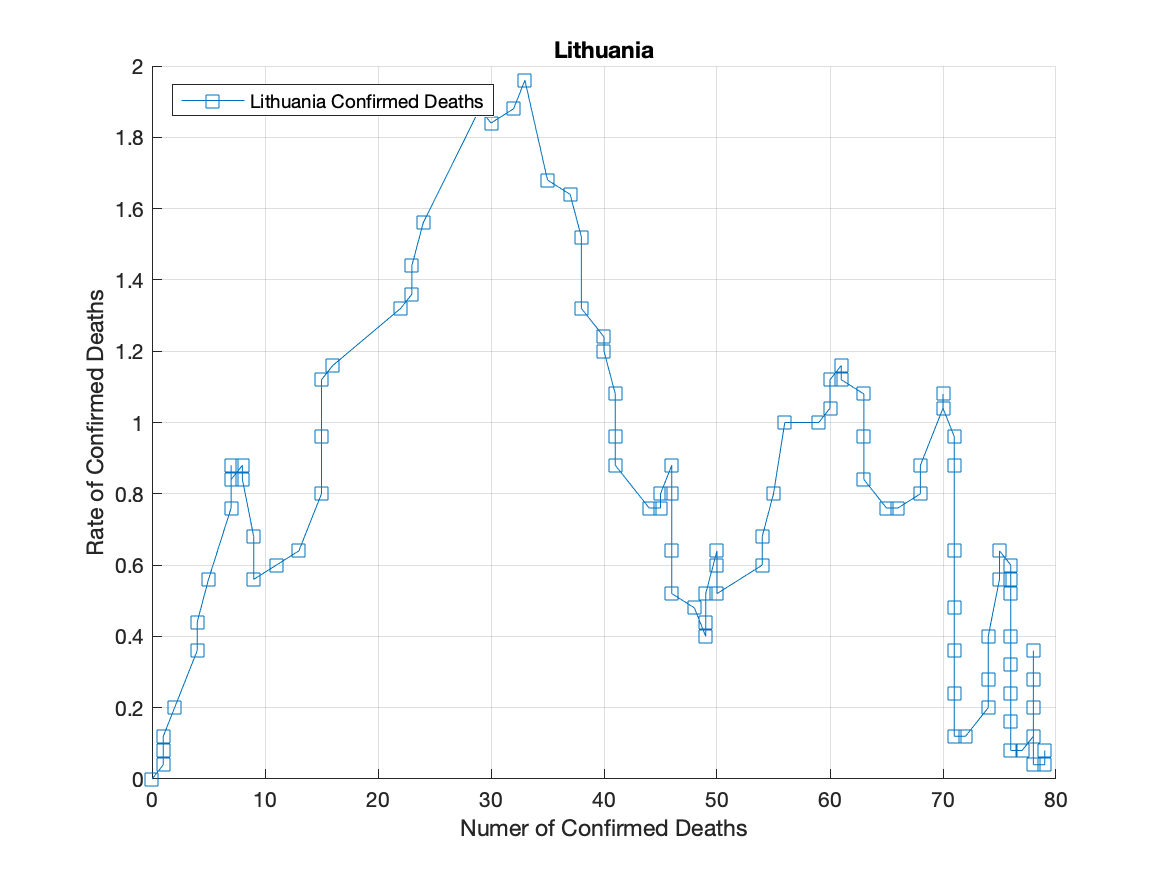 Lithuania
Lithuania Confirmed Deaths
2
1.8
1.6
1.4
1.2
1
0.8
0.6
0.4
0.2
0
Rate of Confirmed Deaths
0 10 20 30 40 50 60 70 80
Numer of Confirmed Deaths